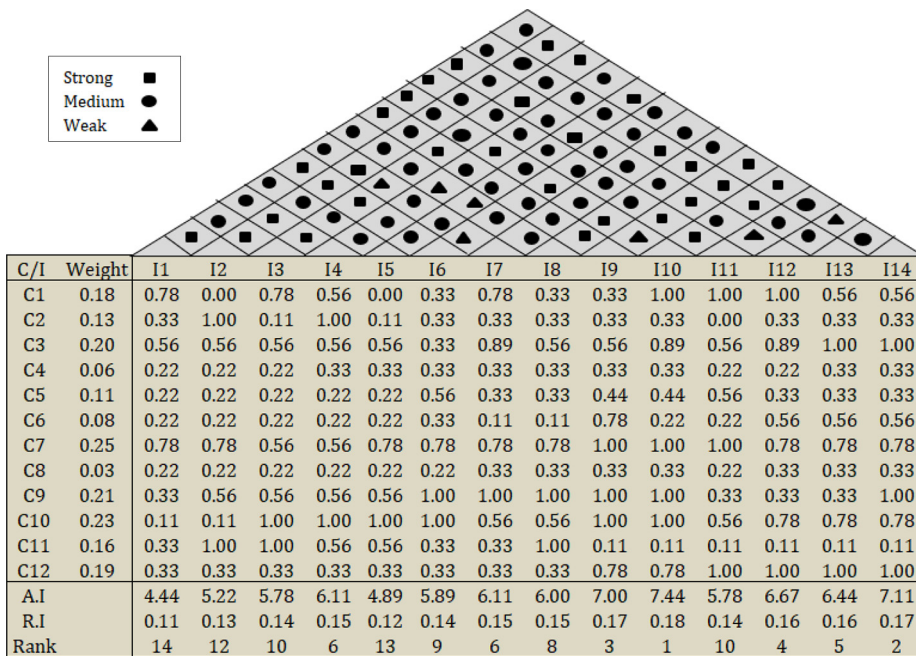 Strong
Medium
Weak
C/I Weight I1 I2 I3 I4 I5 I6 I7 I8 I9 I10 I11 I12 I13 I14
C1 0.18 0.78 0.00 0.78 0.56 0.00 0.33 0.78 0.33 0.33 1.00 1.00 1.00 0.56 0.56
C2 0.13 0.33 1.00 0.11 1.00 0.11 0.33 0.33 0.33 0.33 0.33 0.00 0.33 0.33 0.33
C3 0.20 0.56 0.56 0.56 0.56 0.56 0.33 0.89 0.56 0.56 0.89 0.56 0.89 1.00 1.00
C4 0.06 0.22 0.22 0.22 0.33 0.33 0.33 0.33 0.33 0.33 0.33 0.22 0.22 0.33 0.33
C5 0.11 0.22 0.22 0.22 0.22 0.22 0.56 0.33 0.33 0.44 0.44 0.56 0.33 0.33 0.33
C6 0.08 0.22 0.22 0.22 0.22 0.22 0.33 0.11 0.11 0.78 0.22 0.22 0.56 0.56 0.56
C7 0.25 0.78 0.78 0.56 0.56 0.78 0.78 0.78 0.78 1.00 1.00 1.00 0.78 0.78 0.78
C8 0.03 0.22 0.22 0.22 0.22 0.22 0.22 0.33 0.33 0.33 0.33 0.22 0.33 0.33 0.33
C9 0.21 0.33 0.56 0.56 0.56 0.56 1.00 1.00 1.00 1.00 1.00 0.33 0.33 0.33 1.00
C10 0.23 0.11 0.11 1.00 1.00 1.00 1.00 0.56 0.56 1.00 1.00 0.56 0.78 0.78 0.78
C11 0.16 0.33 1.00 1.00 0.56 0.56 0.33 0.33 1.00 0.11 0.11 0.11 0.11 0.11 0.11
C12 0.19 0.33 0.33 0.33 0.33 0.33 0.33 0.33 0.33 0.78 0.78 1.00 1.00 1.00 1.00
A.I 4.44 5.22 5.78 6.11 4.89 5.89 6.11 6.00 7.00 7.44 5.78 6.67 6.44 7.11
R.I 0.11 0.13 0.14 0.15 0.12 0.14 0.15 0.15 0.17 0.18 0.14 0.16 0.16 0.17
Rank 14 12 10 6 13 9 6 8 3 1 10 4 5 2